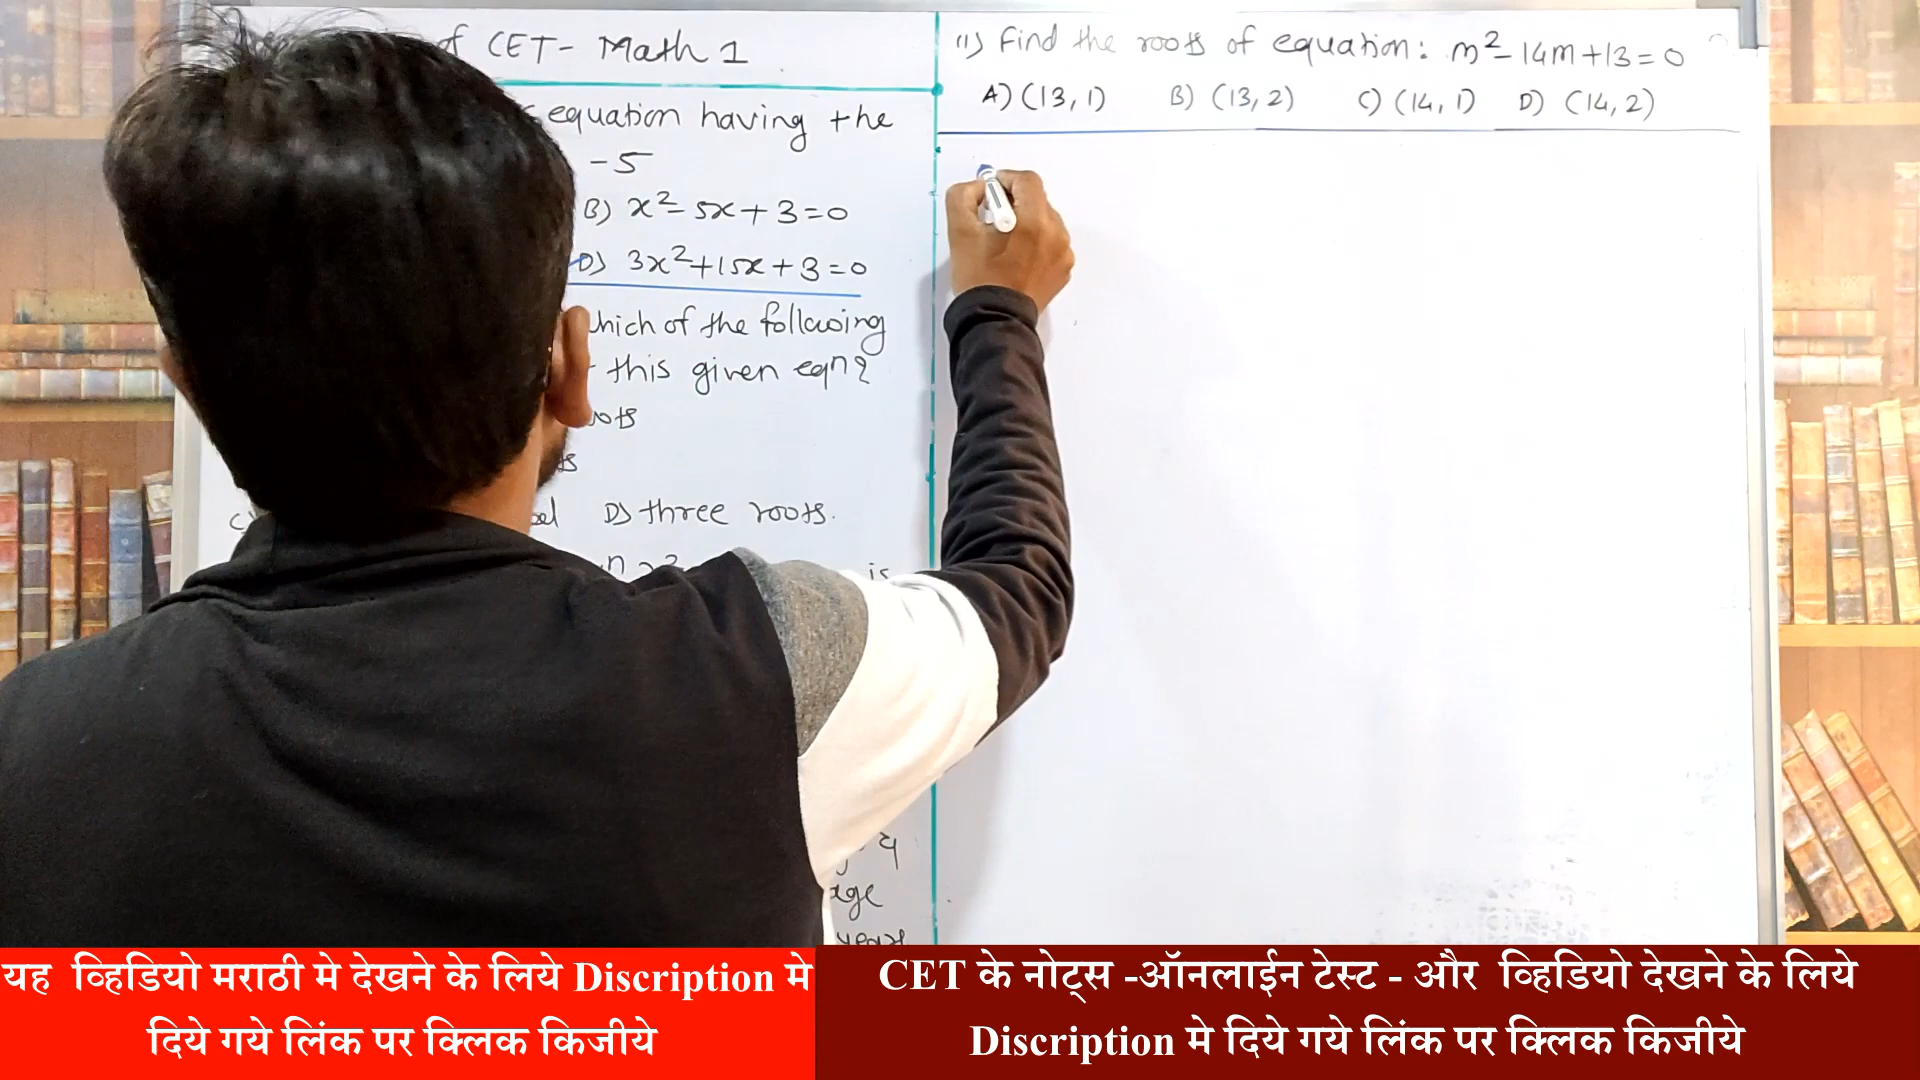 of CET- Math 1
equation having the
-5
B) x²- 5x+3=0
D) 3x²+15x+3=0
which of the following
this given eqn?
D) three roots.
is
age
years
1) Find the roots of equation: m²- 14m+13=0
A) (13, 1) B) (13, 2) C) (14, 1) D) (14, 2)
यह व्हिडियो मराठी मे देखने के लिये Discription मे
दिये गये लिंक पर क्लिक किजीये
CET के नोट्स -ऑनलाईन टेस्ट - और व्हिडियो देखने के लिये
Discription मे दिये गये लिंक पर क्लिक किजीये